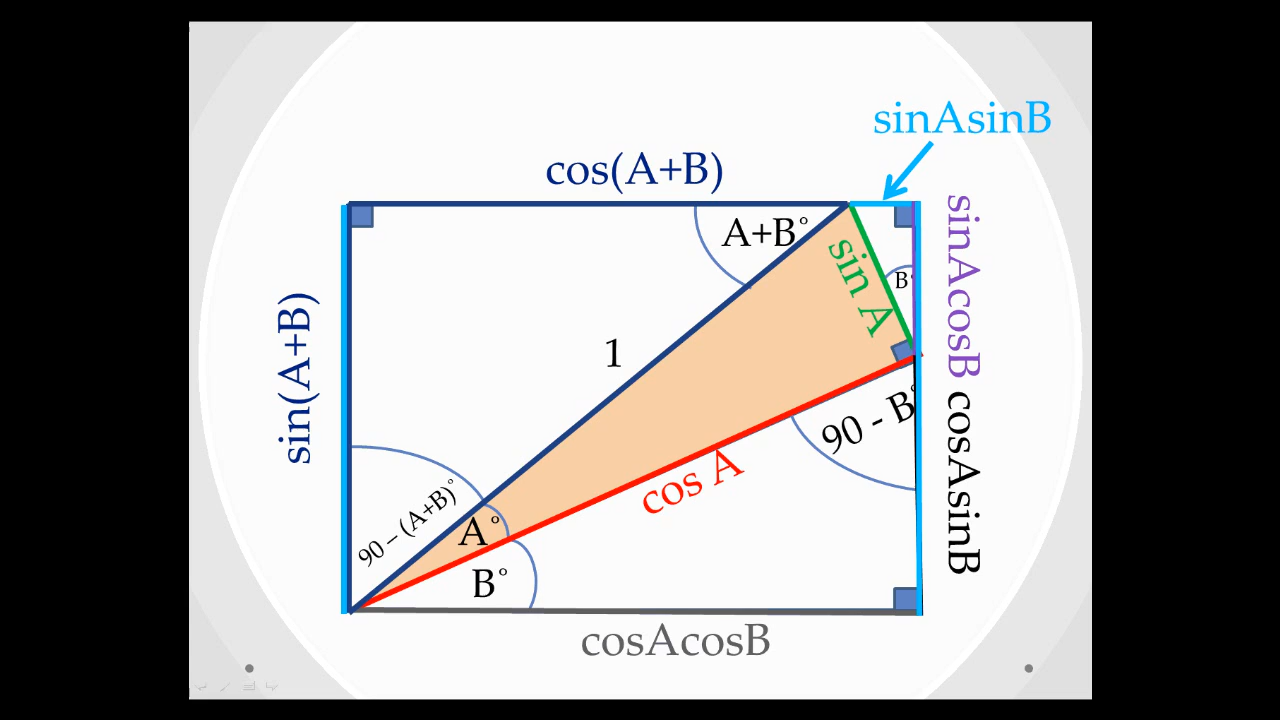 sinAsinB
cos(A+B)
A+B°
sin A
B°
sinAcosB
1
sin(A+B)
90 - B°
cosAsinB
cos A
90 – (A+B)°
A°
B°
cosAcosB